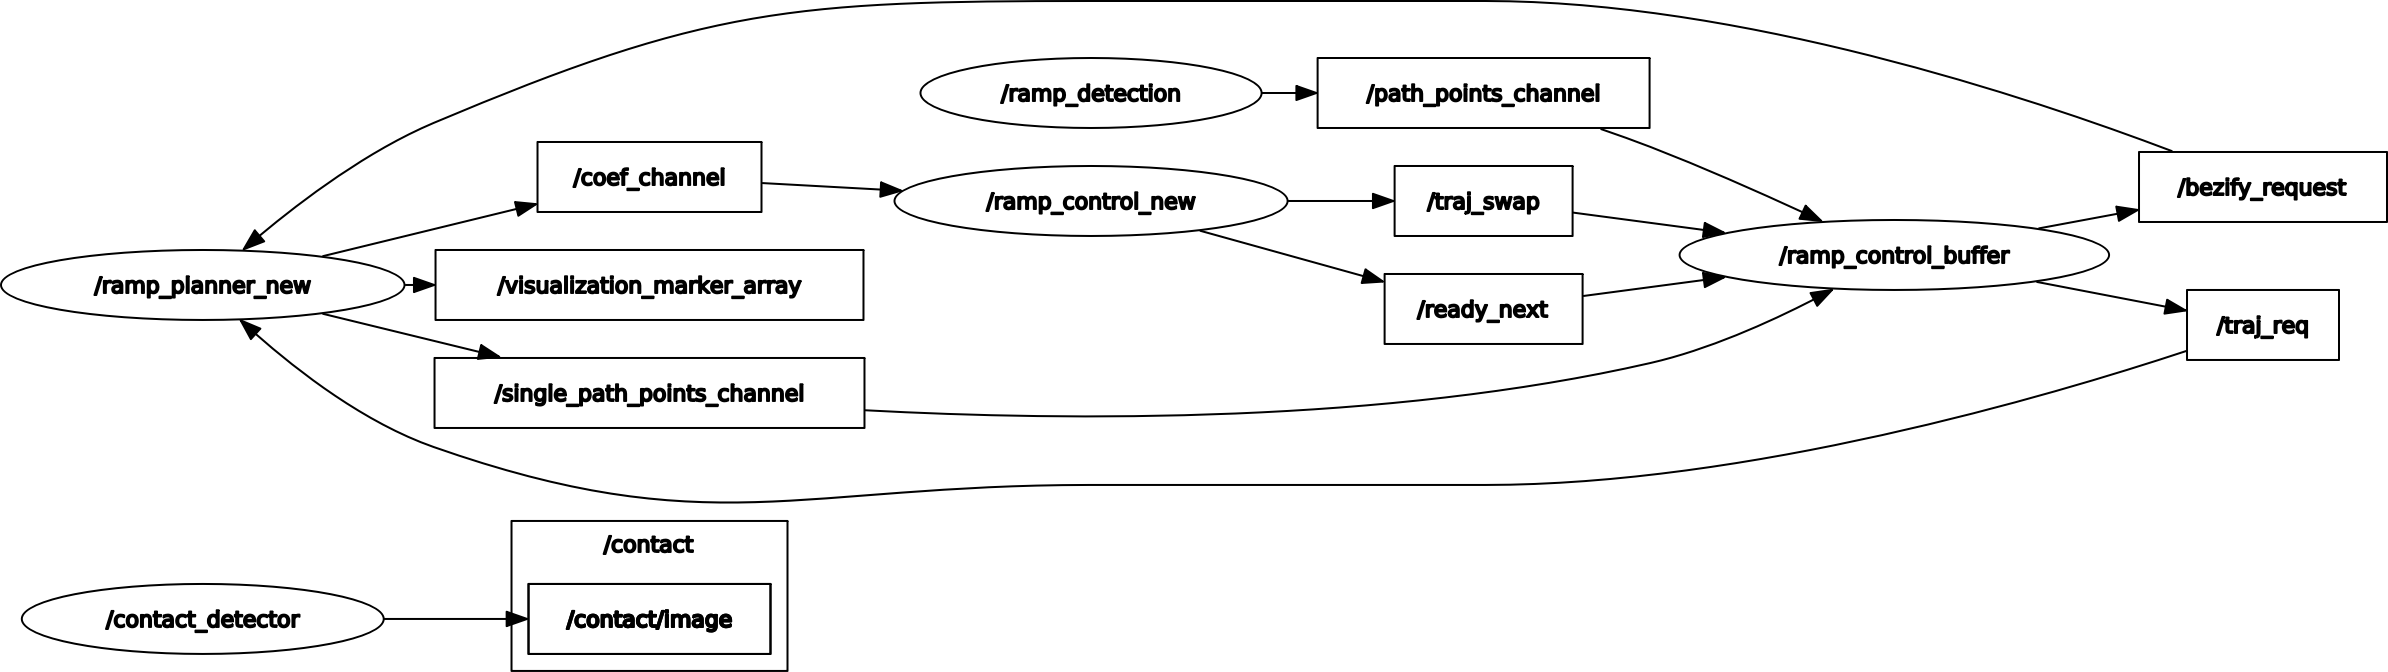 /ramp_detection
/path_points_channel
/coef_channel
/ramp_control_new
/traj_swap
/bezify_request
/ramp_planner_new
/visualization_marker_array
/ready_next
/ramp_control_buffer
/traj_req
/single_path_points_channel
/contact
/contact_detector
/contact/image